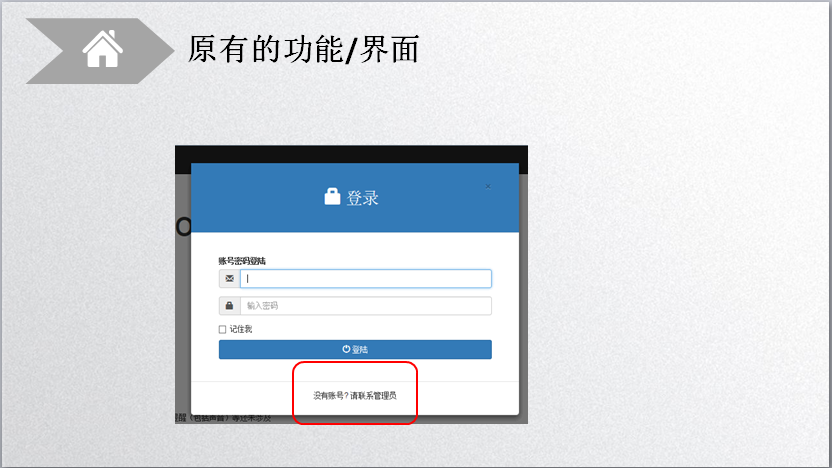 原有的功能/界面
登录
×
账号密码登陆
输入密码
记住我
登陆
没有账号?请联系管理员